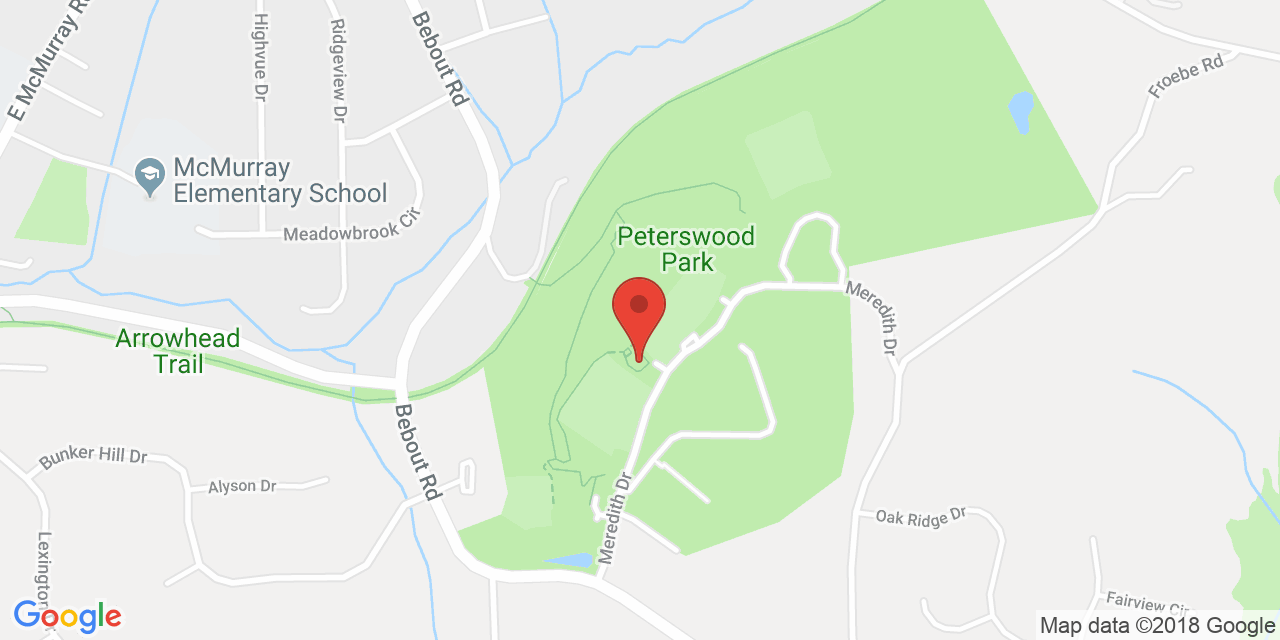 E McMurray R
Highvue Dr
Ridgeview Dr
Bebout Rd
Froebe Rd
McMurray
Elementary School
Meadowbrook Cir
Peterswood
Park
Meredith Dr
Arrowhead
Trail
Bebout Rd
Bunker Hill Dr
Alyson Dr
Meredith Dr
Oak Ridge Dr
Lexington
Fairview Cir
Google
Map data ©2018 Google